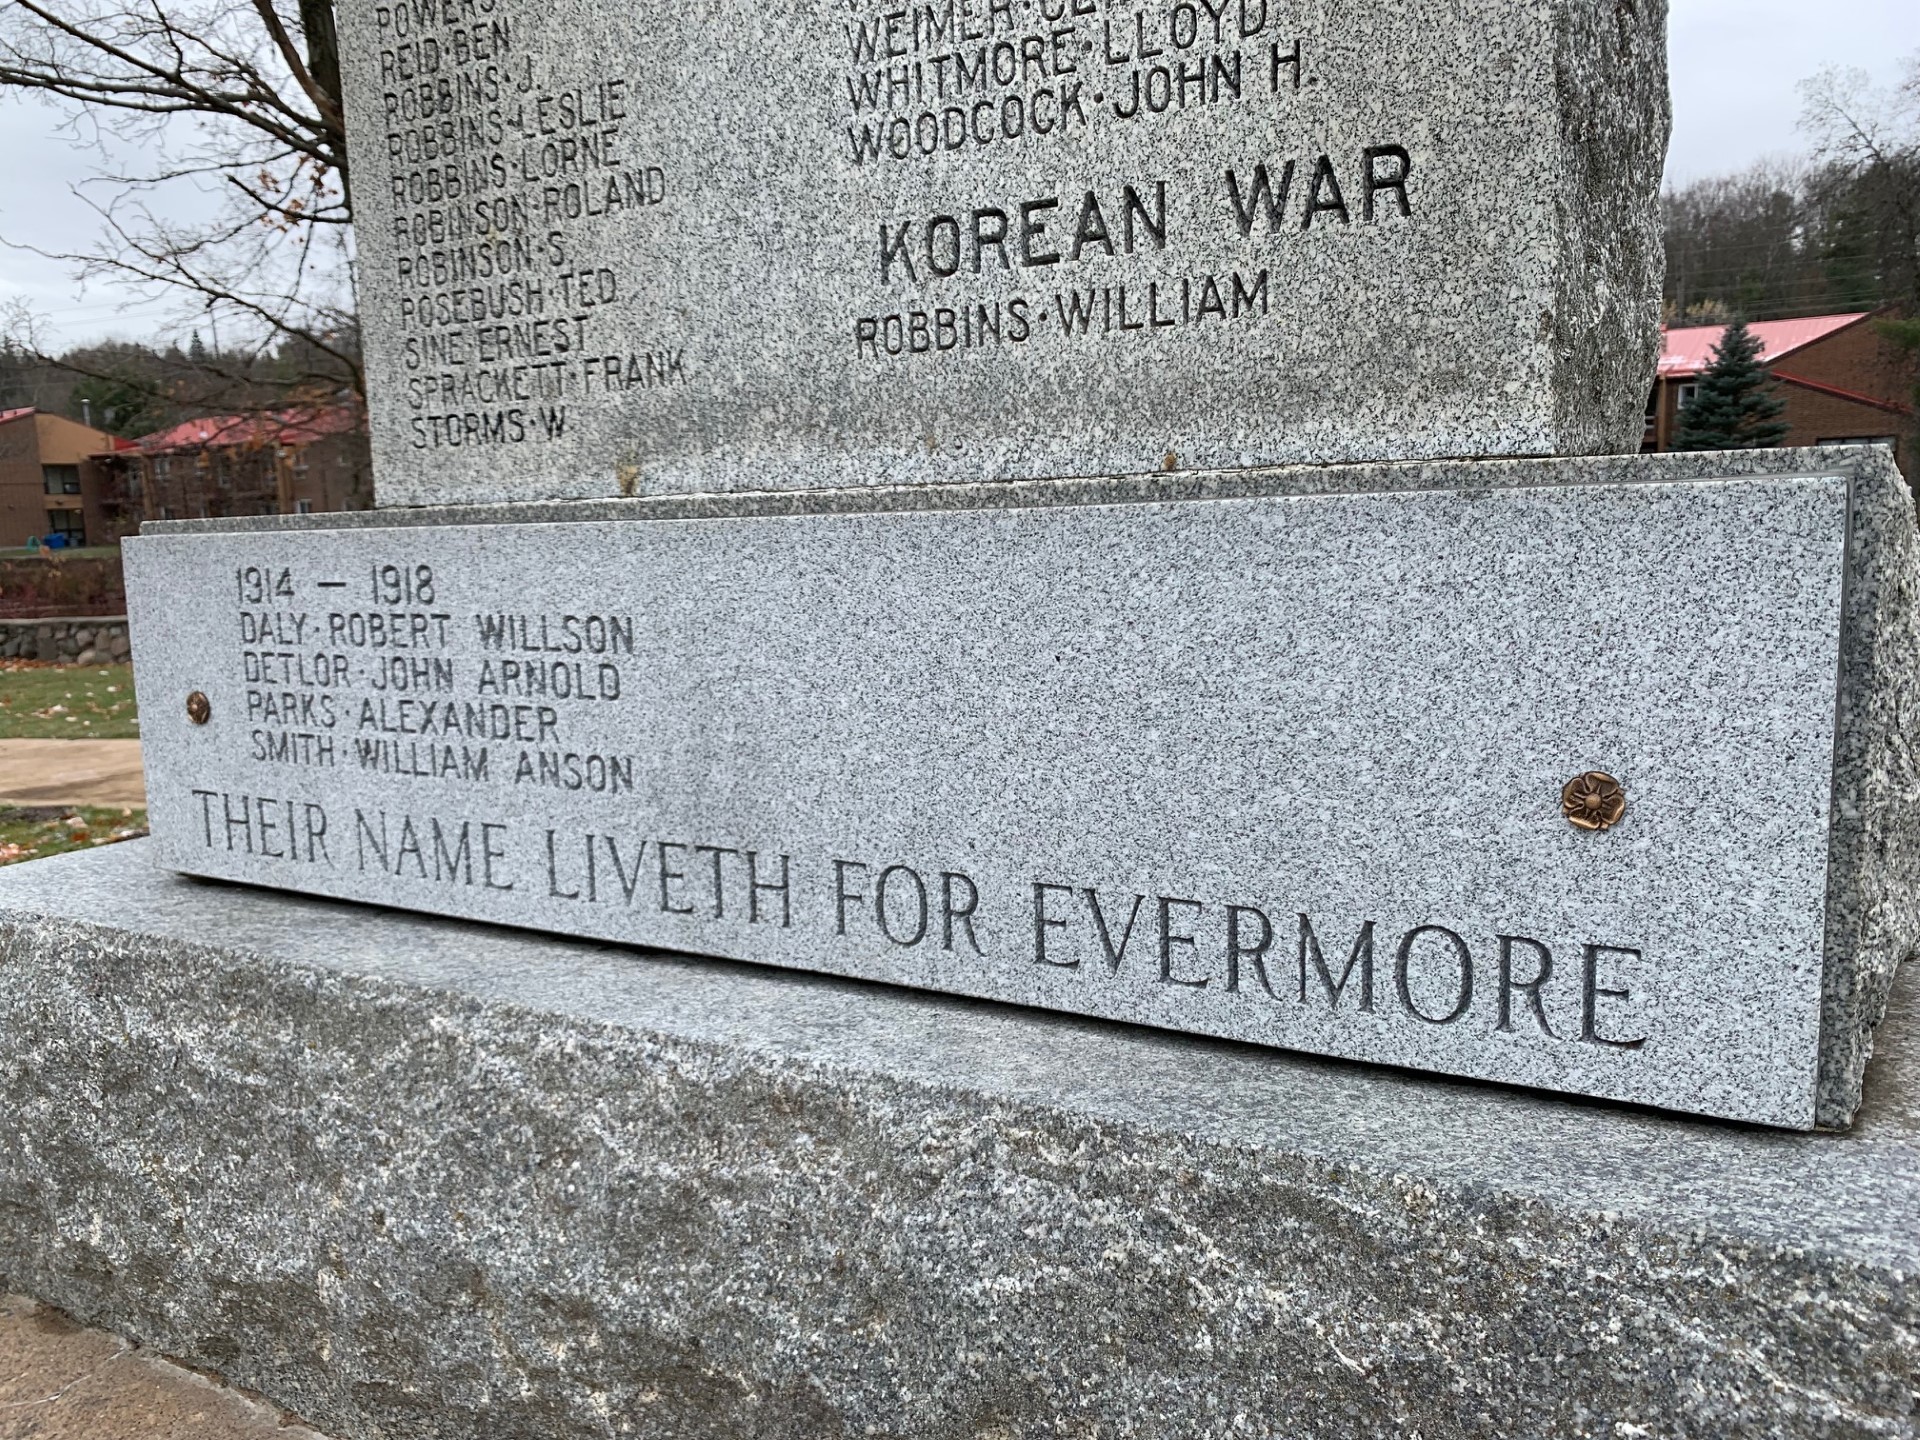 POWERS
REID·BEN
ROBBINS·J.
ROBBINS·LESLIE
ROBBINS·LORNE
ROBINSON·ROLAND
ROBINSON·S.
ROSEBUSH·TED
SINE·ERNEST
SPRACKETT·FRANK
STORMS·W.
WEIMER·
WHITMORE·LLOYD
WOODCOCK·JOHN H.
KOREAN WAR
ROBBINS·WILLIAM
1914 — 1918
DALY·ROBERT WILLSON
DETLOR·JOHN ARNOLD
PARKS·ALEXANDER
SMITH·WILLIAM ANSON
THEIR NAME LIVETH FOR EVERMORE